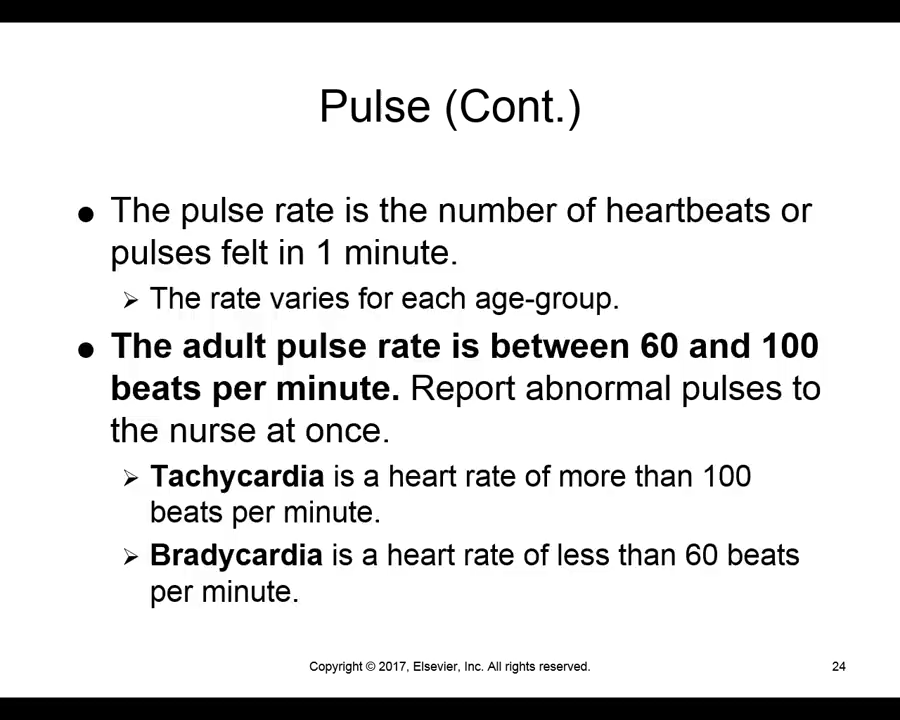 Pulse (Cont.)
● The pulse rate is the number of heartbeats or
pulses felt in 1 minute.
➢ The rate varies for each age-group.
● The adult pulse rate is between 60 and 100
beats per minute. Report abnormal pulses to
the nurse at once.
➢ Tachycardia is a heart rate of more than 100
beats per minute.
➢ Bradycardia is a heart rate of less than 60 beats
per minute.
Copyright © 2017, Elsevier, Inc. All rights reserved.
24